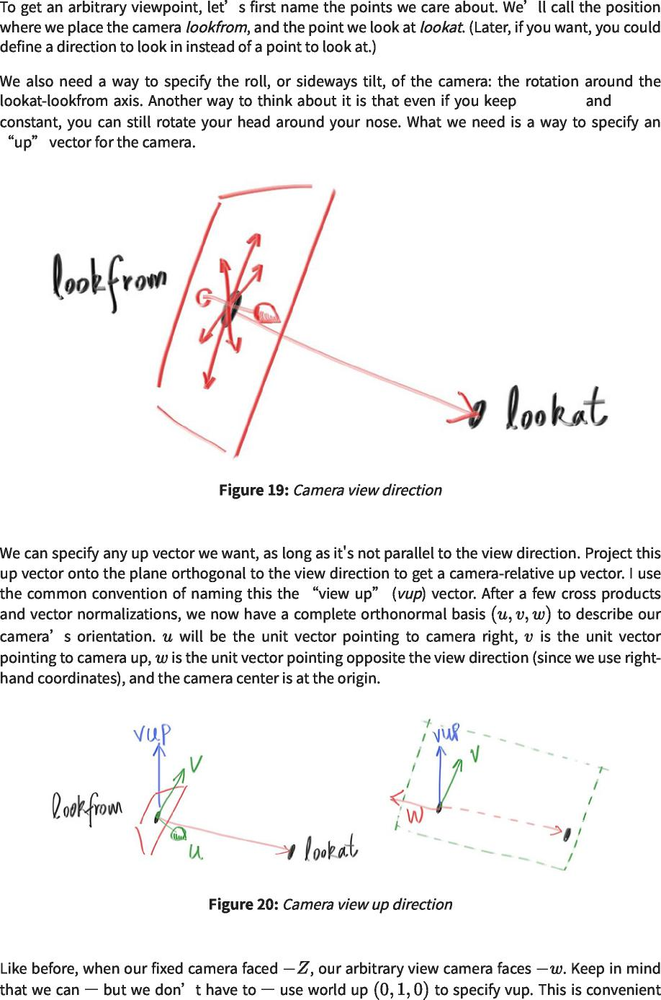 To get an arbitrary viewpoint, let’s first name the points we care about. We’ll call the position
where we place the camera lookfrom, and the point we look at lookat. (Later, if you want, you could
define a direction to look in instead of a point to look at.)
We also need a way to specify the roll, or sideways tilt, of the camera: the rotation around the
lookat-lookfrom axis. Another way to think about it is that even if you keep and
constant, you can still rotate your head around your nose. What we need is a way to specify an
“up” vector for the camera.
lookfrom
lookat
Figure 19: Camera view direction
We can specify any up vector we want, as long as it's not parallel to the view direction. Project this
up vector onto the plane orthogonal to the view direction to get a camera-relative up vector. I use
the common convention of naming this the “view up” (vup) vector. After a few cross products
and vector normalizations, we now have a complete orthonormal basis (u, v, w) to describe our
camera’s orientation. u will be the unit vector pointing to camera right, v is the unit vector
pointing to camera up, w is the unit vector pointing opposite the view direction (since we use right-
hand coordinates), and the camera center is at the origin.
vup
v
lookfrom
u
lookat
vup
v
w
Figure 20: Camera view up direction
Like before, when our fixed camera faced −Z, our arbitrary view camera faces −w. Keep in mind
that we can — but we don’t have to — use world up (0, 1, 0) to specify vup. This is convenient